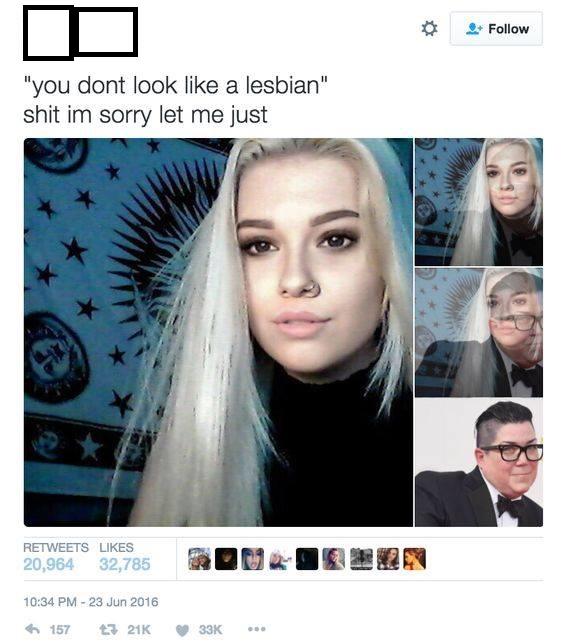 Follow
"you dont look like a lesbian"
shit im sorry let me just
RETWEETS LIKES
20,964 32,785
10:34 PM - 23 Jun 2016
157 21K 33K